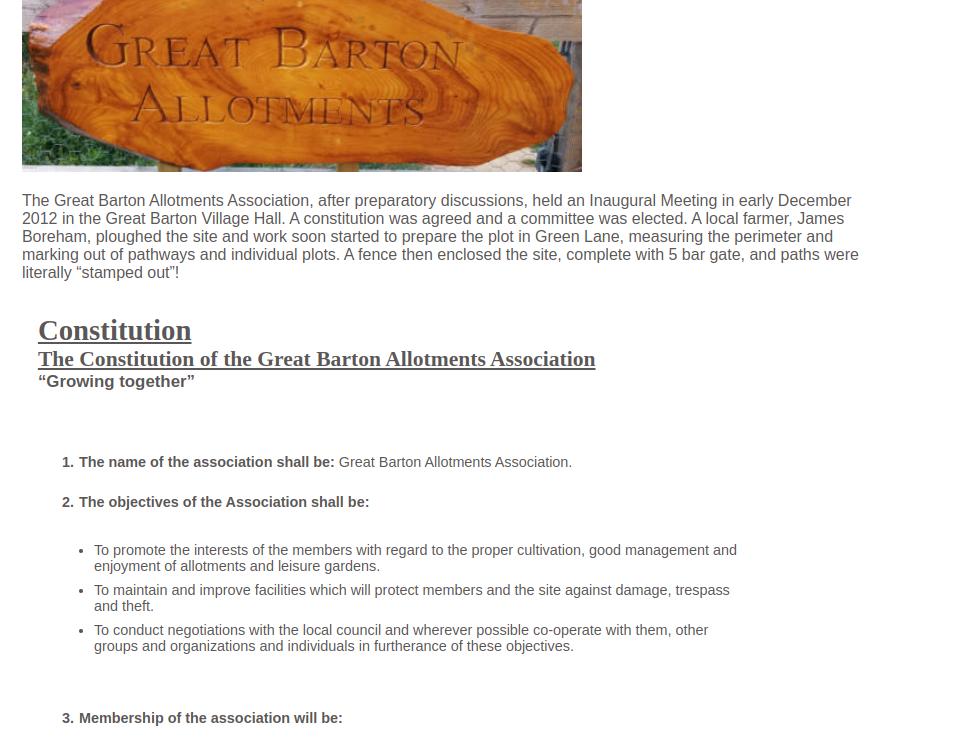 GREAT BARTON
ALLOTMENTS
The Great Barton Allotments Association, after preparatory discussions, held an Inaugural Meeting in early December
2012 in the Great Barton Village Hall. A constitution was agreed and a committee was elected. A local farmer, James
Boreham, ploughed the site and work soon started to prepare the plot in Green Lane, measuring the perimeter and
marking out of pathways and individual plots. A fence then enclosed the site, complete with 5 bar gate, and paths were
literally “stamped out”!
Constitution
The Constitution of the Great Barton Allotments Association
“Growing together”
1. The name of the association shall be: Great Barton Allotments Association.
2. The objectives of the Association shall be:
• To promote the interests of the members with regard to the proper cultivation, good management and
enjoyment of allotments and leisure gardens.
• To maintain and improve facilities which will protect members and the site against damage, trespass
and theft.
• To conduct negotiations with the local council and wherever possible co-operate with them, other
groups and organizations and individuals in furtherance of these objectives.
3. Membership of the association will be: